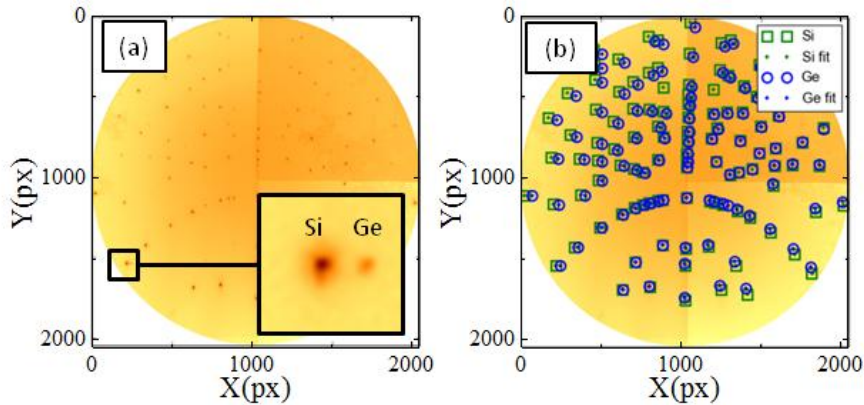 (a)
0
1000
2000
Y(px)
Si Ge
0 1000 2000
X(px)
(b)
0
1000
2000
Y(px)
Si
Si fit
Ge
Ge fit
0 1000 2000
X(px)